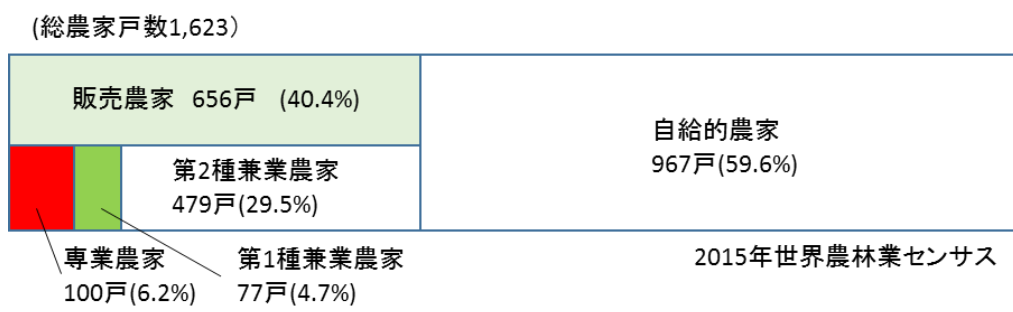 (総農家戸数1,623）
販売農家 656戸 (40.4%)
自給的農家
967戸(59.6%)
第2種兼業農家
479戸(29.5%)
専業農家
100戸(6.2%)
第1種兼業農家
77戸(4.7%)
2015年世界農林業センサス